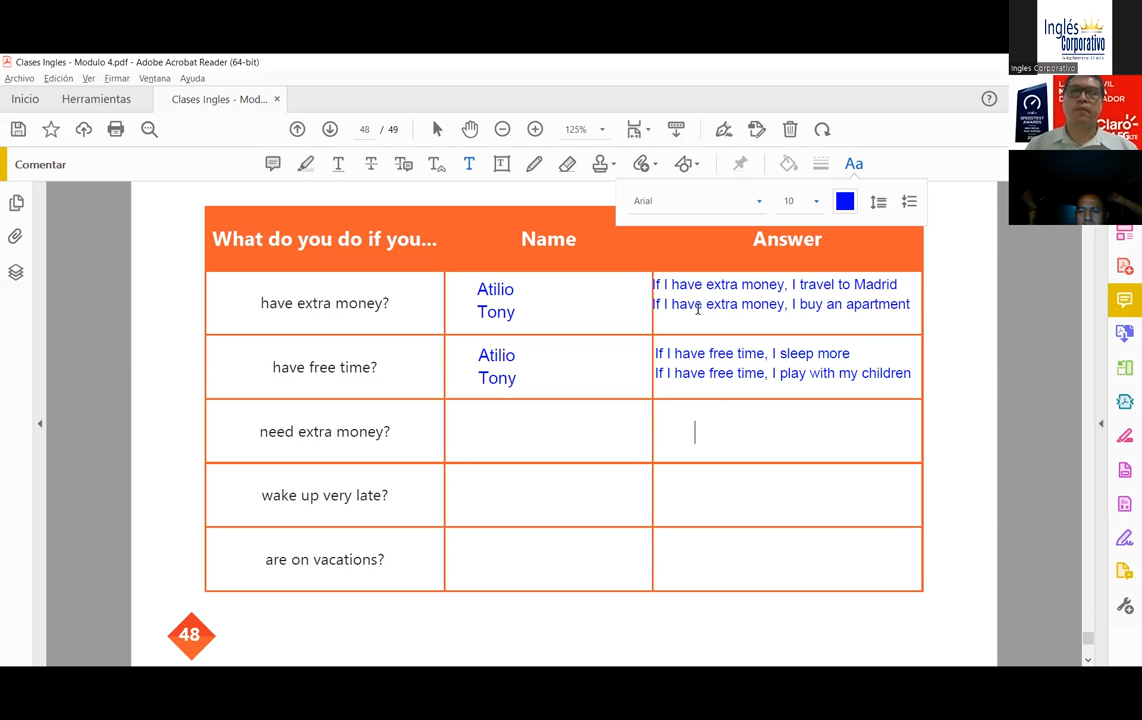 Inglés
Corporativo
Ingles Corporativo
Clases Ingles - Modulo 4.pdf - Adobe Acrobat Reader (64-bit)
Archivo Edición Ver Firmar Ventana Ayuda
Inicio Herramientas Clases Ingles - Mod... ×
48 / 49 125%
Claro
Comentar
Aa
Arial 10
What do you do if you... Name Answer
have extra money?
Atilio
Tony
If I have extra money, I travel to Madrid
If I have extra money, I buy an apartment
have free time?
Atilio
Tony
If I have free time, I sleep more
If I have free time, I play with my children
need extra money?
wake up very late?
are on vacations?
48